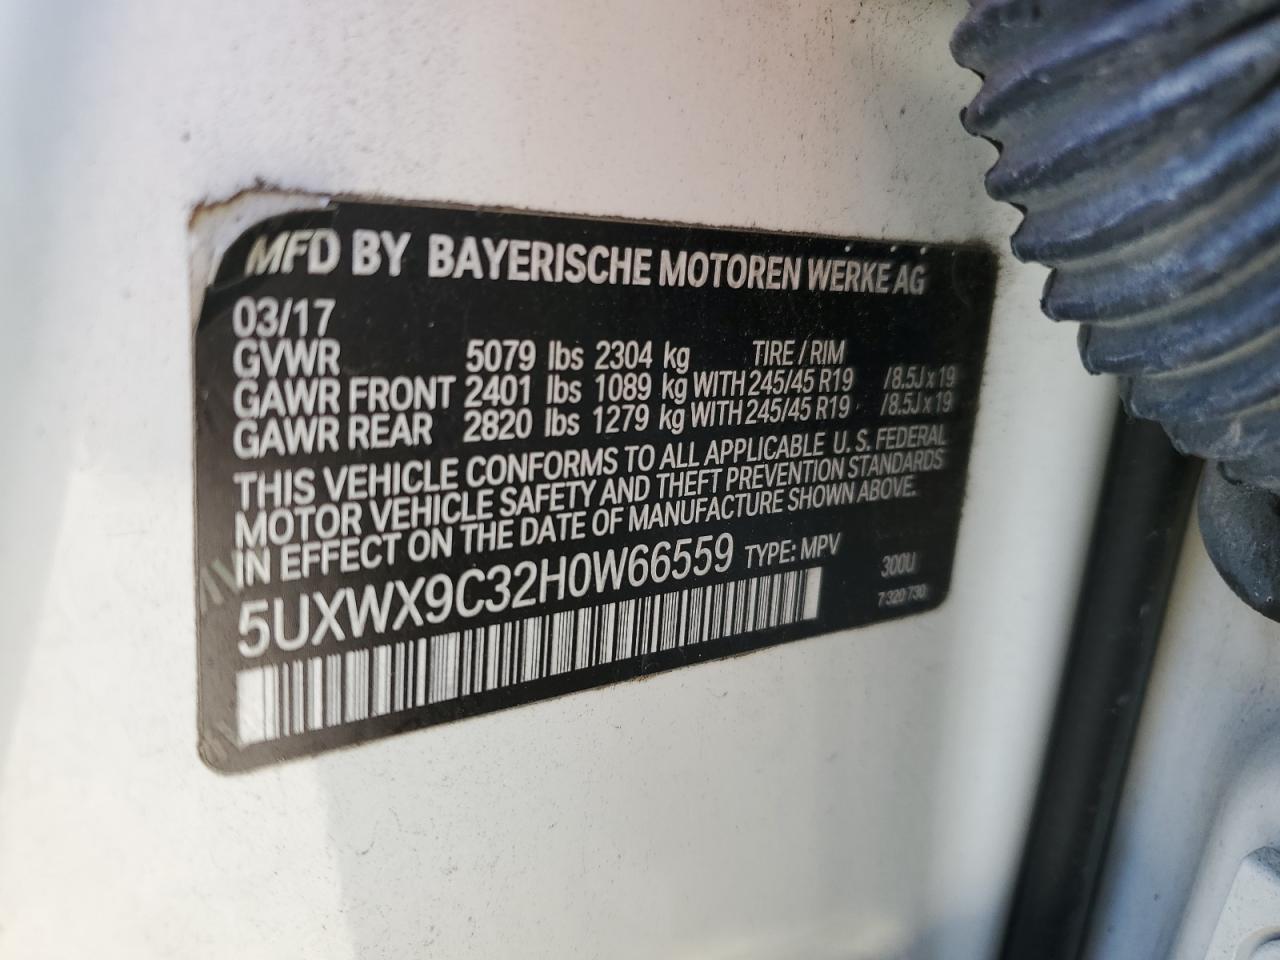 MFD BY BAYERISCHE MOTOREN WERKE AG
03/17
GVWR 5079 lbs 2304 kg TIRE / RIM
GAWR FRONT 2401 lbs 1089 kg WITH 245/45 R19 /8.5J x 19
GAWR REAR 2820 lbs 1279 kg WITH 245/45 R19 /8.5J x 19
THIS VEHICLE CONFORMS TO ALL APPLICABLE U.S. FEDERAL
MOTOR VEHICLE SAFETY AND THEFT PREVENTION STANDARDS
IN EFFECT ON THE DATE OF MANUFACTURE SHOWN ABOVE.
5UXWX9C32H0W66559 TYPE: MPV 300U
7 320 730